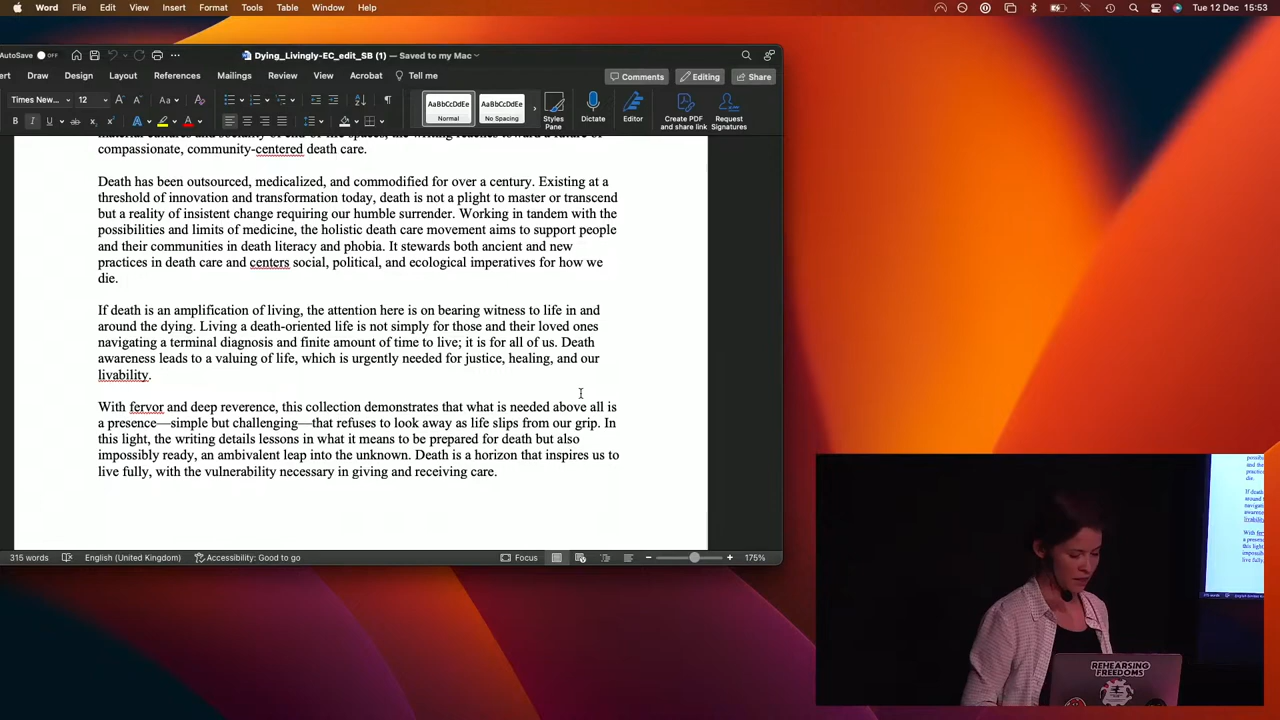 Word File Edit View Insert Format Tools Table Window Help
Tue 12 Dec 15:53
AutoSave OFF
Dying_Livingly-EC_edit_SB (1) — Saved to my Mac
ert Draw Design Layout References Mailings Review View Acrobat Tell me
Comments Editing Share
Times New... 12
AaBbCcDdEe AaBbCcDdEe
Normal No Spacing
Styles Pane
Dictate
Editor
Create PDF and share link
Request Signatures
compassionate, community-centered death care.
Death has been outsourced, medicalized, and commodified for over a century. Existing at a
threshold of innovation and transformation today, death is not a plight to master or transcend
but a reality of insistent change requiring our humble surrender. Working in tandem with the
possibilities and limits of medicine, the holistic death care movement aims to support people
and their communities in death literacy and phobia. It stewards both ancient and new
practices in death care and centers social, political, and ecological imperatives for how we
die.
If death is an amplification of living, the attention here is on bearing witness to life in and
around the dying. Living a death-oriented life is not simply for those and their loved ones
navigating a terminal diagnosis and finite amount of time to live; it is for all of us. Death
awareness leads to a valuing of life, which is urgently needed for justice, healing, and our
livability.
With fervor and deep reverence, this collection demonstrates that what is needed above all is
a presence—simple but challenging—that refuses to look away as life slips from our grip. In
this light, the writing details lessons in what it means to be prepared for death but also
impossibly ready, an ambivalent leap into the unknown. Death is a horizon that inspires us to
live fully, with the vulnerability necessary in giving and receiving care.
315 words English (United Kingdom) Accessibility: Good to go Focus 175%
REHEARSING
FREEDOMS